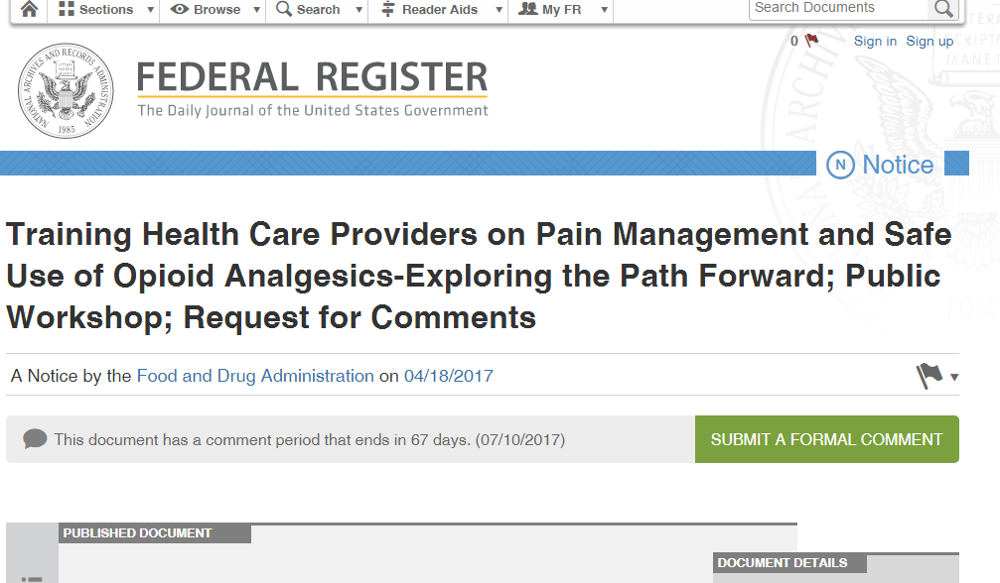 Sections ▼ Browse ▼ Search ▼ Reader Aids ▼ My FR ▼ Search Documents
0 Sign in Sign up
NATIONAL ARCHIVES AND RECORDS ADMINISTRATION
1985
FEDERAL REGISTER
The Daily Journal of the United States Government
N Notice
Training Health Care Providers on Pain Management and Safe
Use of Opioid Analgesics-Exploring the Path Forward; Public
Workshop; Request for Comments
A Notice by the Food and Drug Administration on 04/18/2017
This document has a comment period that ends in 67 days. (07/10/2017)
SUBMIT A FORMAL COMMENT
PUBLISHED DOCUMENT
DOCUMENT DETAILS